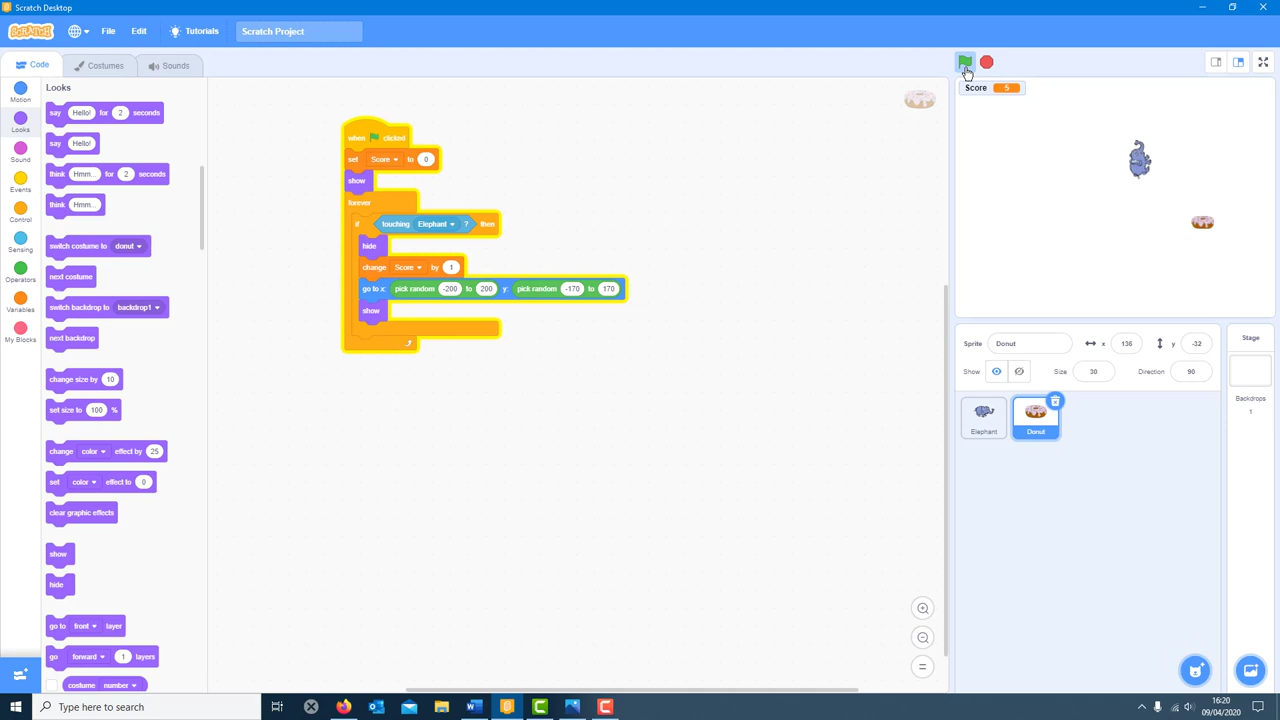 Scratch Desktop
SCRATCH File Edit Tutorials Scratch Project
Code Costumes Sounds
Motion
Looks
Sound
Events
Control
Sensing
Operators
Variables
My Blocks
Looks
say Hello! for 2 seconds
say Hello!
think Hmm... for 2 seconds
think Hmm...
switch costume to donut
next costume
switch backdrop to backdrop1
next backdrop
change size by 10
set size to 100 %
change color effect by 25
set color effect to 0
clear graphic effects
show
hide
go to front layer
go forward 1 layers
costume number
when clicked
set Score to 0
show
forever
if touching Elephant ? then
hide
change Score by 1
go to x: pick random -200 to 200 y: pick random -170 to 170
show
Score 5
Sprite Donut x 136 y -32
Show Size 30 Direction 90
Elephant
Donut
Stage
Backdrops
1
Type here to search
16:20
09/04/2020